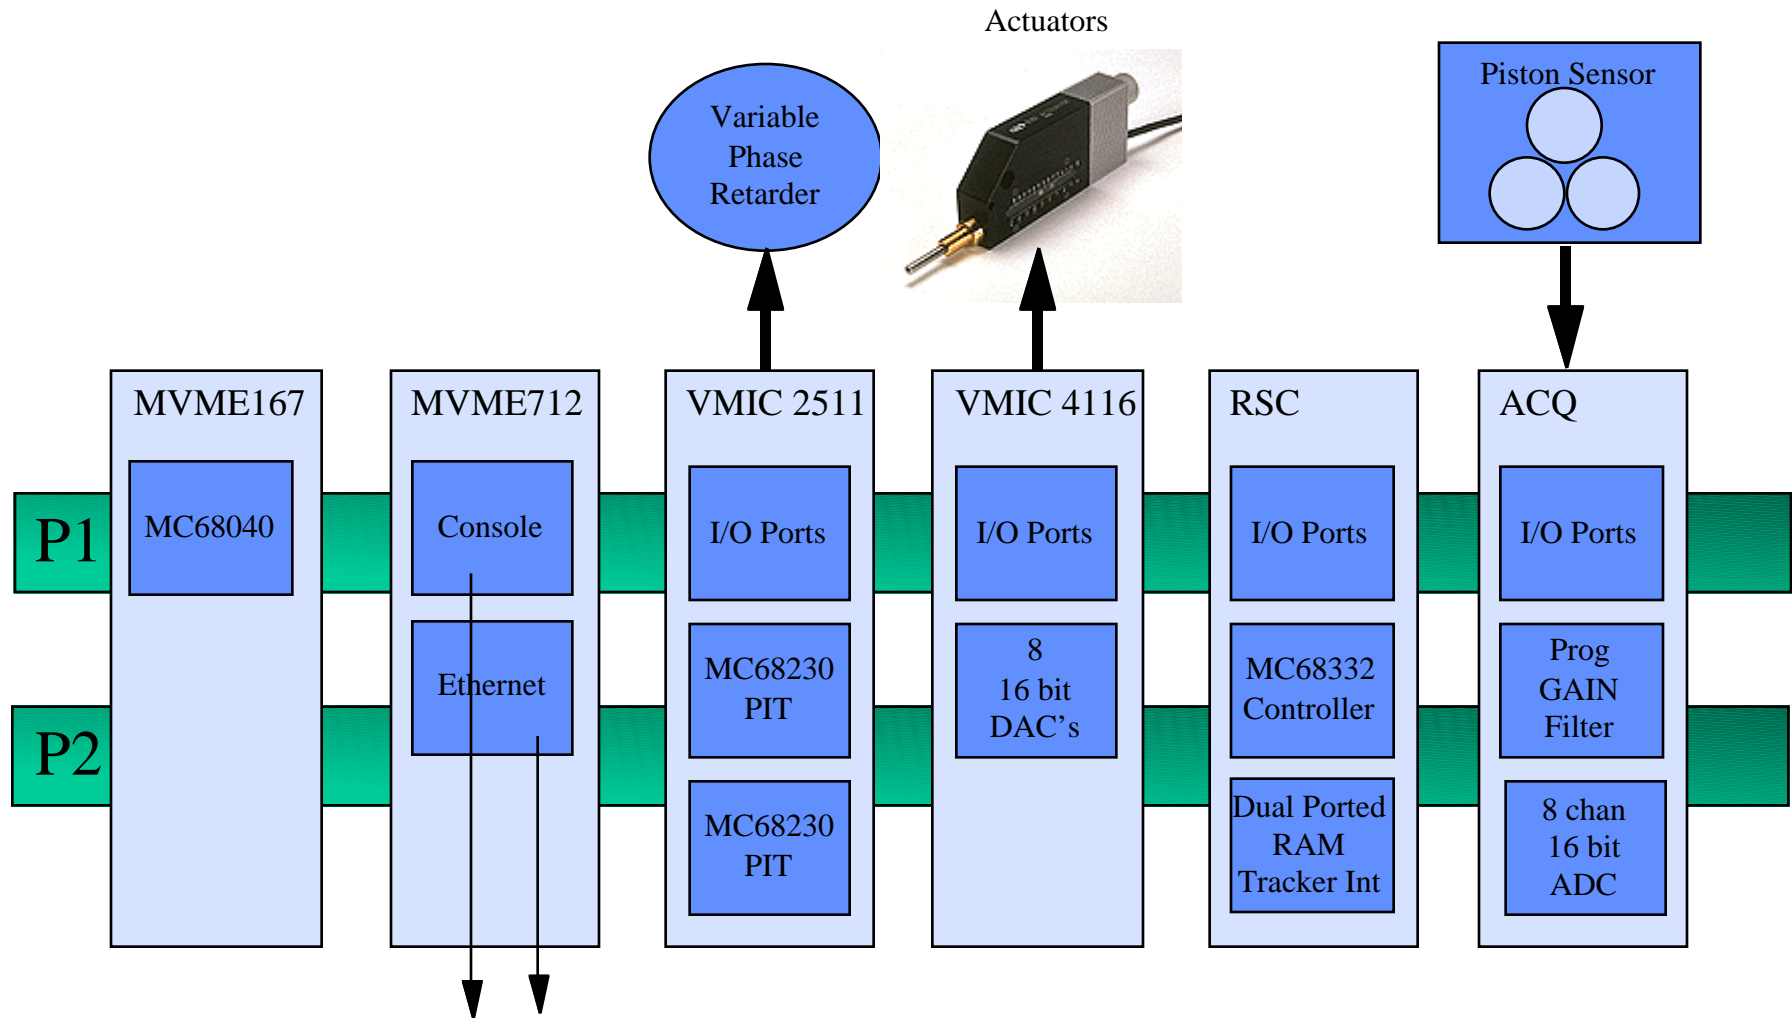 Actuators
Variable
Phase
Retarder
Piston Sensor
MVME167
MVME712
VMIC 2511
VMIC 4116
RSC
ACQ
P1
MC68040
Console
I/O Ports
I/O Ports
I/O Ports
I/O Ports
P2
Ethernet
MC68230
PIT
8
16 bit
DAC’s
MC68332
Controller
Prog
GAIN
Filter
MC68230
PIT
Dual Ported
RAM
Tracker Int
8 chan
16 bit
ADC